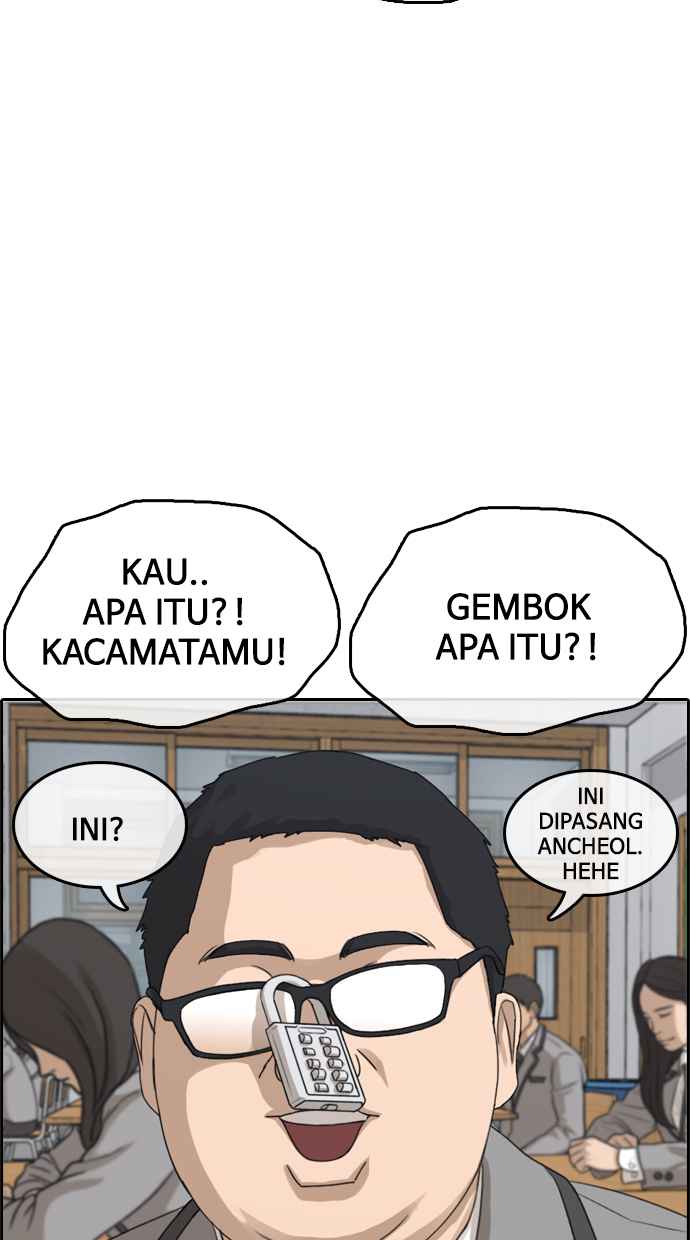 KAU..
APA ITU?!
KACAMATAMU!
GEMBOK
APA ITU?!
INI?
INI
DIPASANG
ANCHEOL.
HEHE